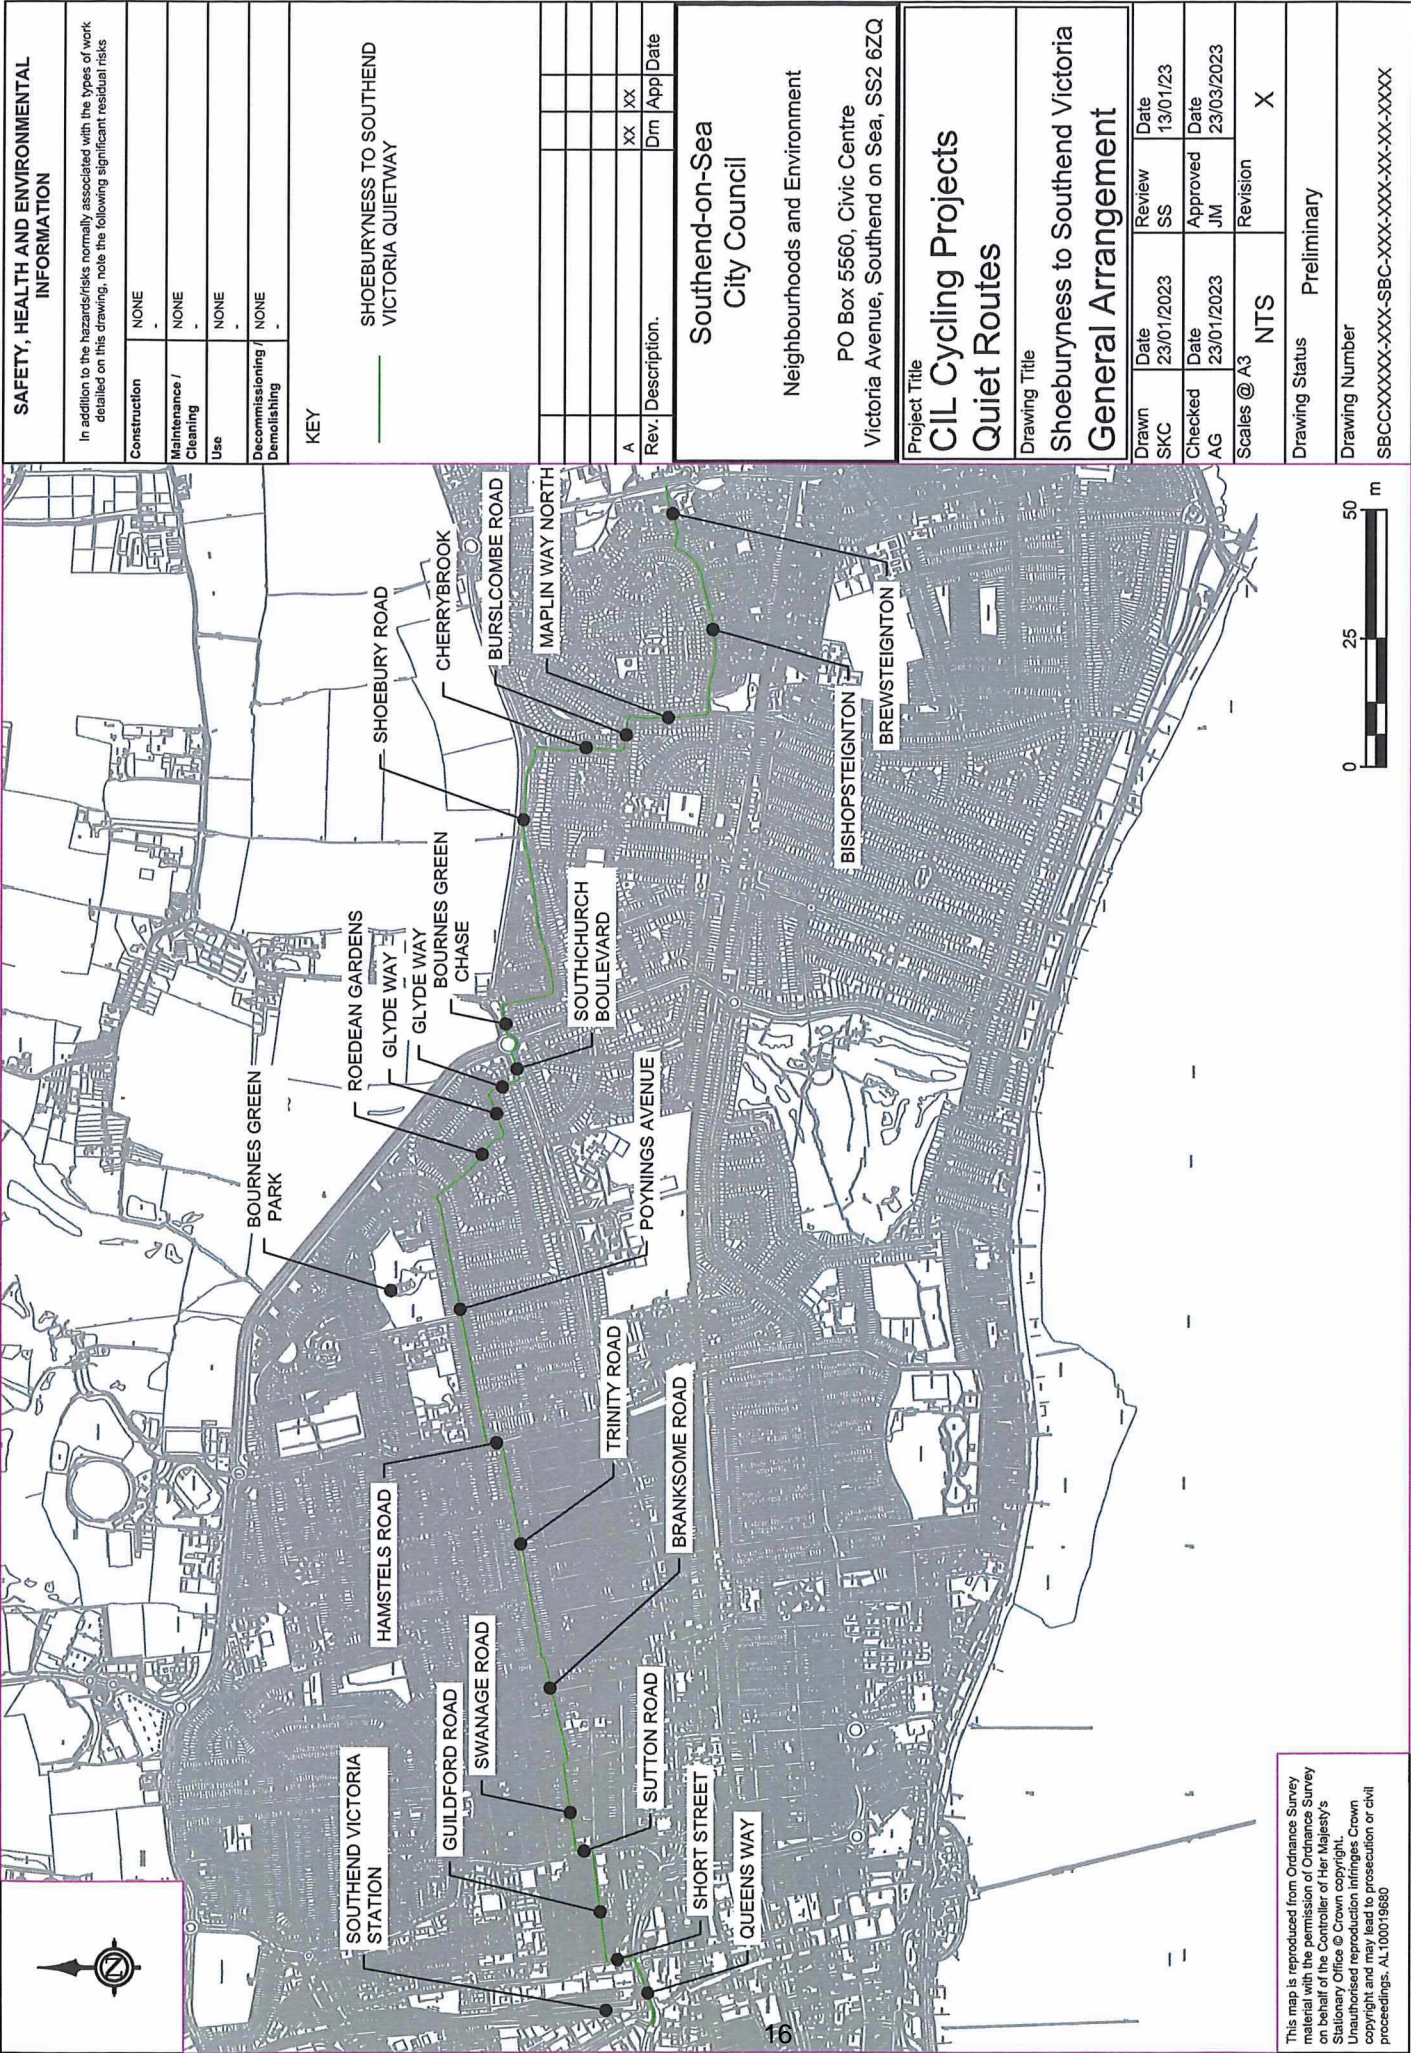 SAFETY, HEALTH AND ENVIRONMENTAL
INFORMATION
In addition to the hazards/risks normally associated with the types of work
detailed on this drawing, note the following significant residual risks
Construction
NONE
-
Maintenance /
Cleaning
NONE
-
Use
NONE
-
Decommissioning /
Demolishing
NONE
-
KEY
SHOEBURYNESS TO SOUTHEND
VICTORIA QUIETWAY
A XX XX
Rev. Description. Drn App Date
Southend-on-Sea
City Council
Neighbourhoods and Environment
PO Box 5560, Civic Centre
Victoria Avenue, Southend on Sea, SS2 6ZQ
Project Title
CIL Cycling Projects
Quiet Routes
Drawing Title
Shoeburyness to Southend Victoria
General Arrangement
Drawn Date Review Date
SKC 23/01/2023 SS 13/01/23
Checked Date Approved Date
AG 23/01/2023 JM 23/03/2023
Scales @ A3 Revision
NTS X
Drawing Status
Preliminary
Drawing Number
SBCCXXXXX-XXX-SBC-XXX-XXX-XX-XX-XXXX
N
SOUTHEND VICTORIA
STATION
GUILDFORD ROAD
SWANAGE ROAD
HAMSTELS ROAD
BOURNES GREEN
PARK
ROEDEAN GARDENS
GLYDE WAY
GLYDE WAY
BOURNES GREEN
CHASE
SHOEBURY ROAD
CHERRYBROOK
BURSLCOMBE ROAD
MAPLIN WAY NORTH
QUEENS WAY
SHORT STREET
SUTTON ROAD
BRANKSOME ROAD
TRINITY ROAD
POYNINGS AVENUE
SOUTHCHURCH
BOULEVARD
BISHOPSTEIGNTON
BREWSTEIGNTON
0 25 50
m
16
This map is reproduced from Ordnance Survey
material with the permission of Ordnance Survey
on behalf of the Controller of Her Majesty's
Stationary Office © Crown copyright.
Unauthorised reproduction infringes Crown
copyright and may lead to prosecution or civil
proceedings. AL100019680